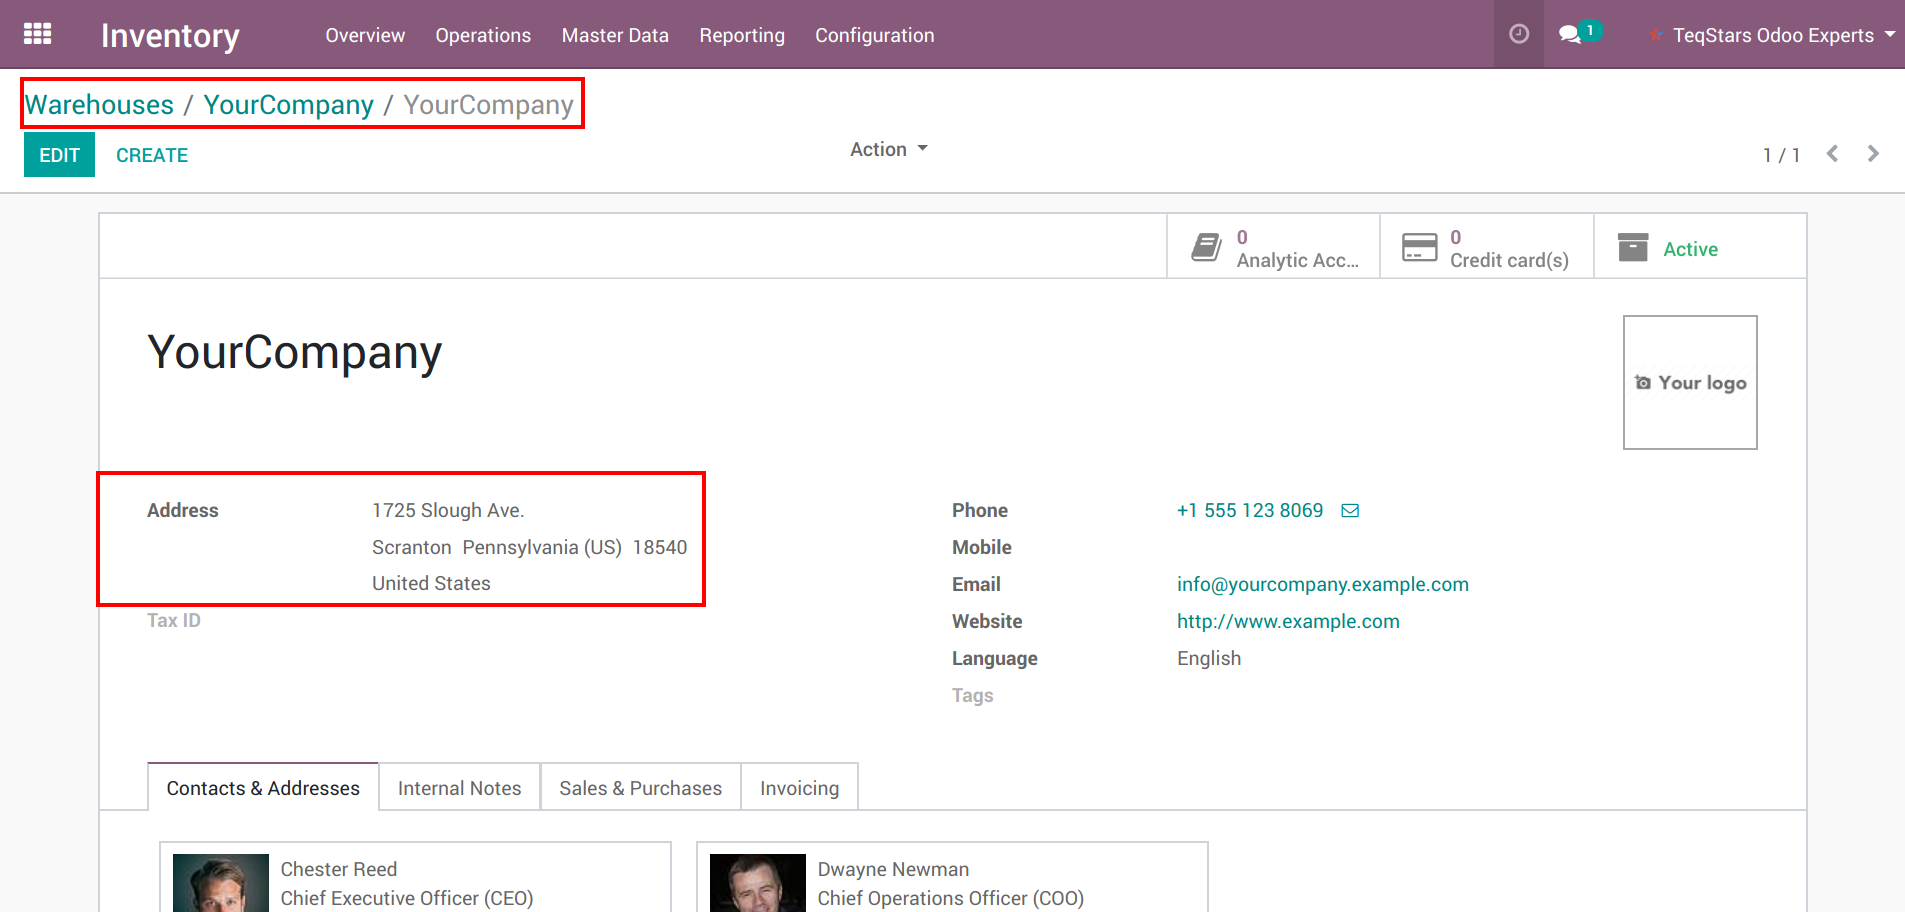 Inventory Overview Operations Master Data Reporting Configuration 1 TeqStars Odoo Experts
Warehouses / YourCompany / YourCompany
EDIT CREATE Action 1 / 1
0 Analytic Acc...
0 Credit card(s)
Active
YourCompany
Your logo
Address 1725 Slough Ave.
Scranton Pennsylvania (US) 18540
United States
Tax ID
Phone +1 555 123 8069
Mobile
Email info@yourcompany.example.com
Website http://www.example.com
Language English
Tags
Contacts & Addresses Internal Notes Sales & Purchases Invoicing
Chester Reed
Chief Executive Officer (CEO)
Dwayne Newman
Chief Operations Officer (COO)